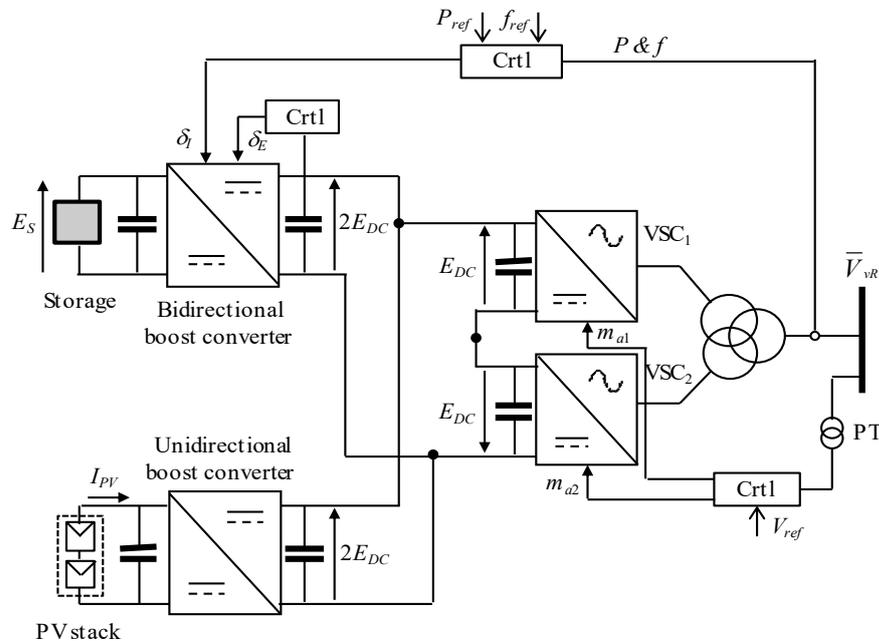 P_ref f_ref
P & f
Crt1
Crt1
δ_I
δ_E
E_S
2E_DC
Storage
Bidirectional
boost converter
E_DC
VSC_1
m_a1
V̅_vR
E_DC
VSC_2
m_a2
PT
Crt1
V_ref
Unidirectional
boost converter
I_PV
2E_DC
PV stack